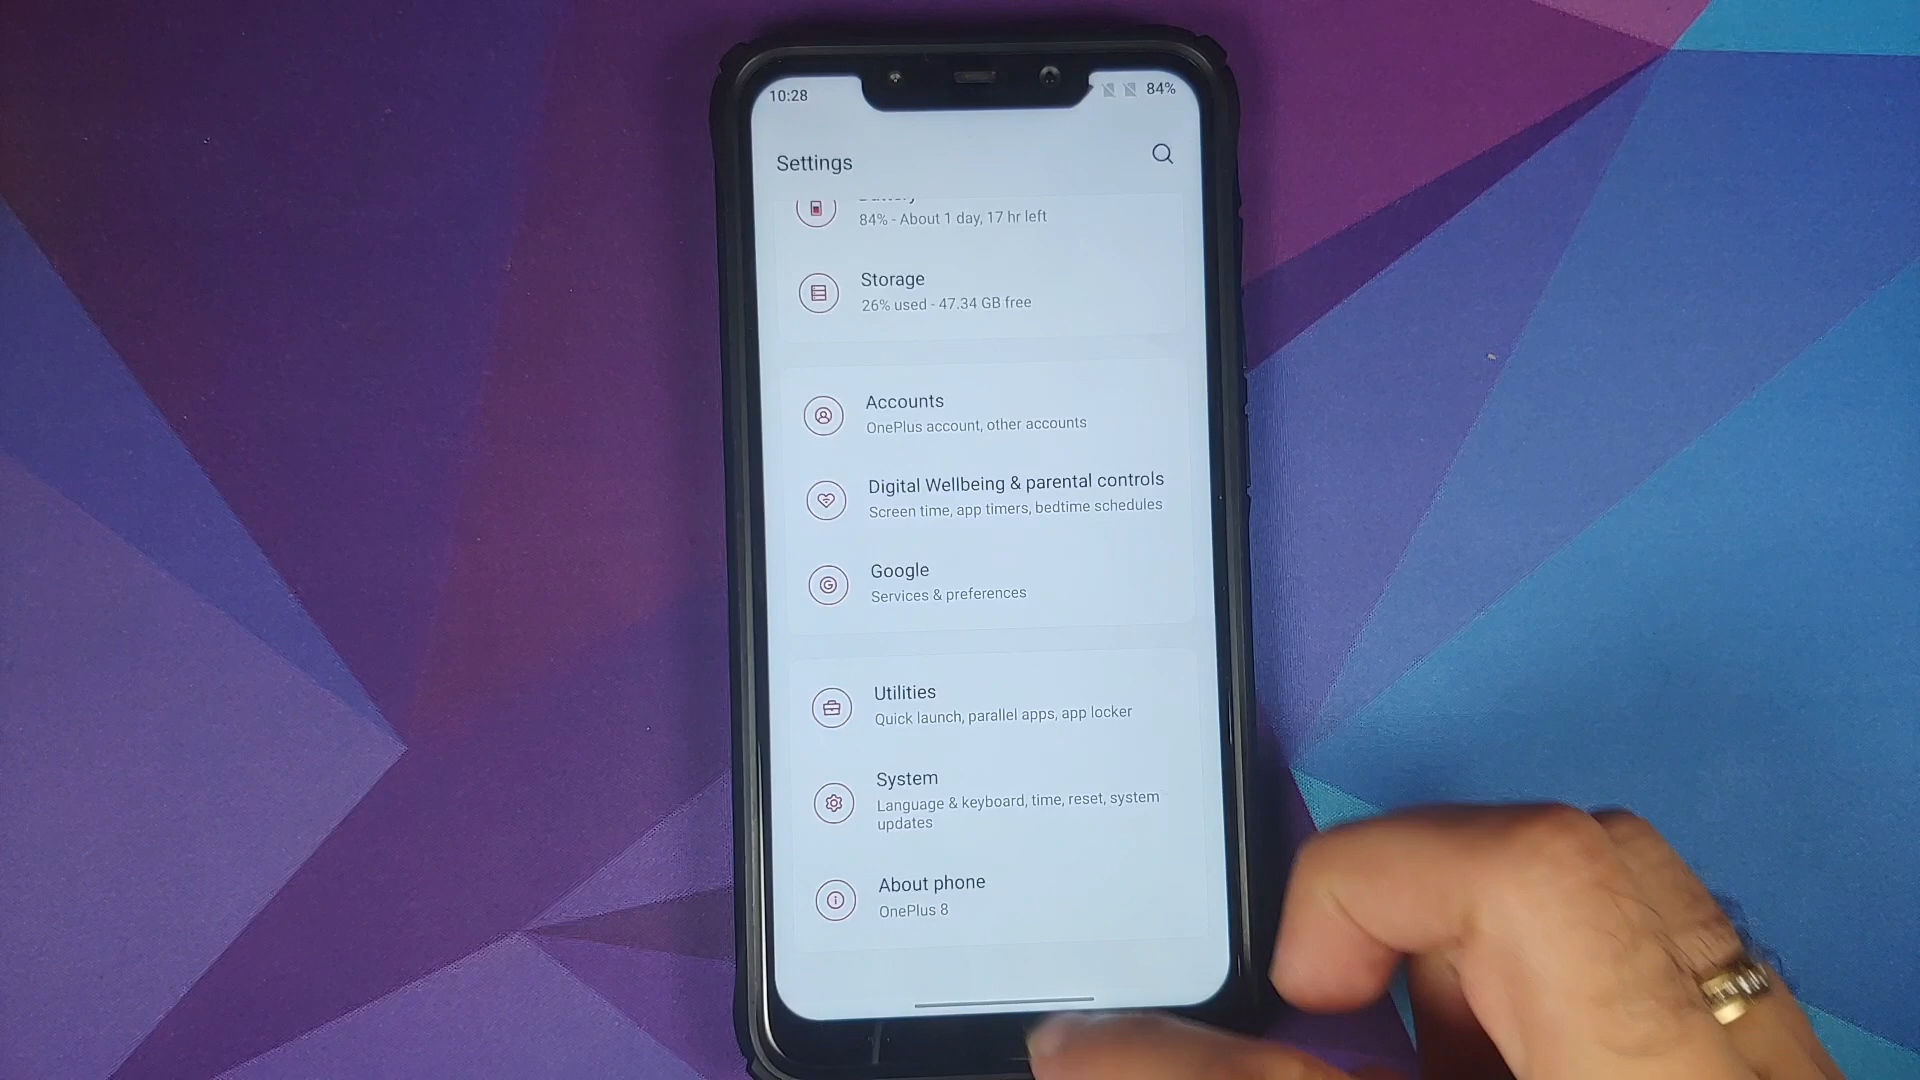 10:28
84%
Settings
84% - About 1 day, 17 hr left
Storage
26% used - 47.34 GB free
Accounts
OnePlus account, other accounts
Digital Wellbeing & parental controls
Screen time, app timers, bedtime schedules
Google
Services & preferences
Utilities
Quick launch, parallel apps, app locker
System
Language & keyboard, time, reset, system
updates
About phone
OnePlus 8